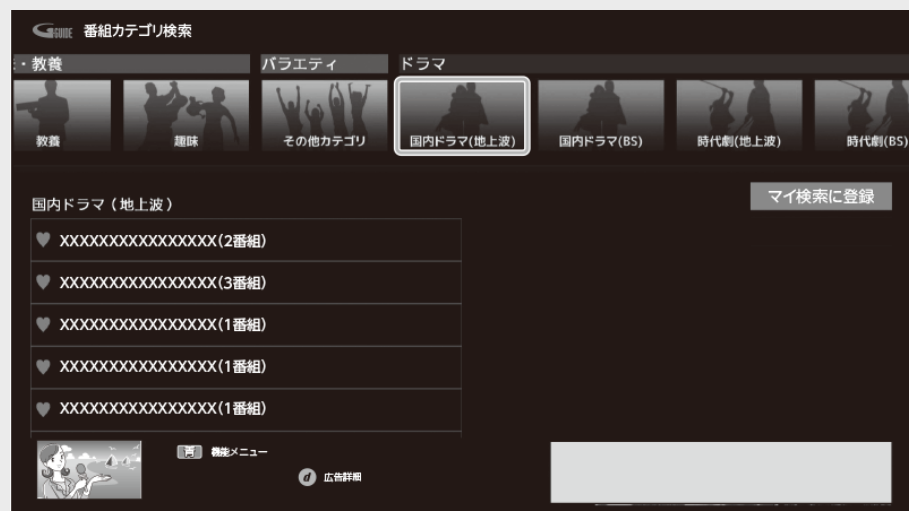 G GUIDE 番組カテゴリ検索
・教養 バラエティ ドラマ
教養 趣味 その他カテゴリ 国内ドラマ(地上波) 国内ドラマ(BS) 時代劇(地上波) 時代劇(BS)
マイ検索に登録
国内ドラマ(地上波)
XXXXXXXXXXXXXXXX(2番組)
XXXXXXXXXXXXXXXX(3番組)
XXXXXXXXXXXXXXXX(1番組)
XXXXXXXXXXXXXXXX(1番組)
XXXXXXXXXXXXXXXX(1番組)
青 機能メニュー
d 広告詳細